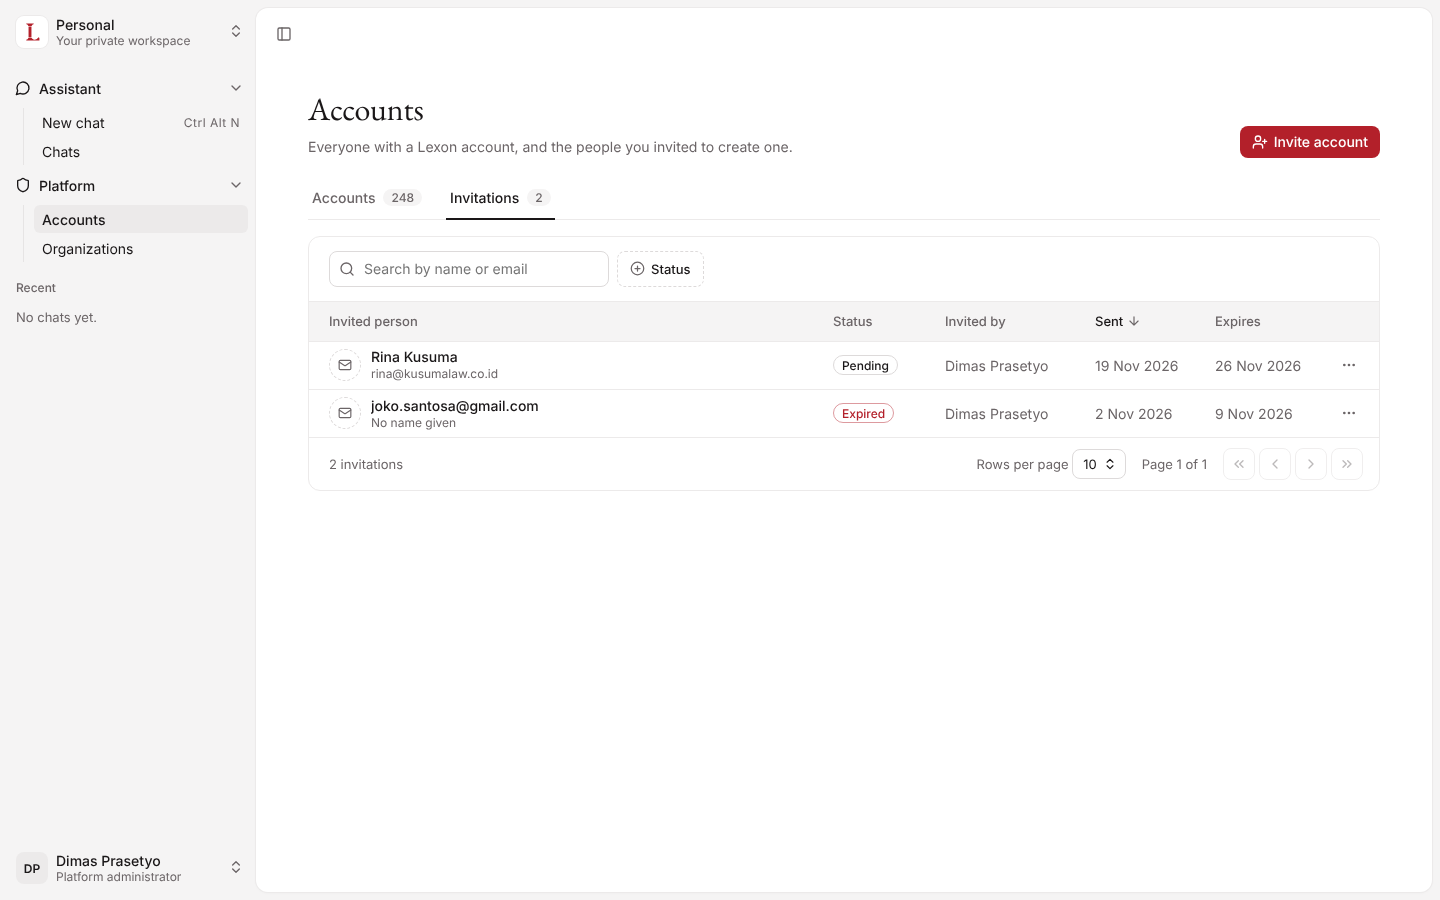 L
Personal
Your private workspace
Assistant
New chat Ctrl Alt N
Chats
Platform
Accounts
Organizations
Recent
No chats yet.
DP
Dimas Prasetyo
Platform administrator
Accounts
Everyone with a Lexon account, and the people you invited to create one.
Invite account
Accounts 248 Invitations 2
Search by name or email Status
Invited person Status Invited by Sent Expires
Rina Kusuma
rina@kusumalaw.co.id
Pending Dimas Prasetyo 19 Nov 2026 26 Nov 2026
joko.santosa@gmail.com
No name given
Expired Dimas Prasetyo 2 Nov 2026 9 Nov 2026
2 invitations Rows per page 10 Page 1 of 1